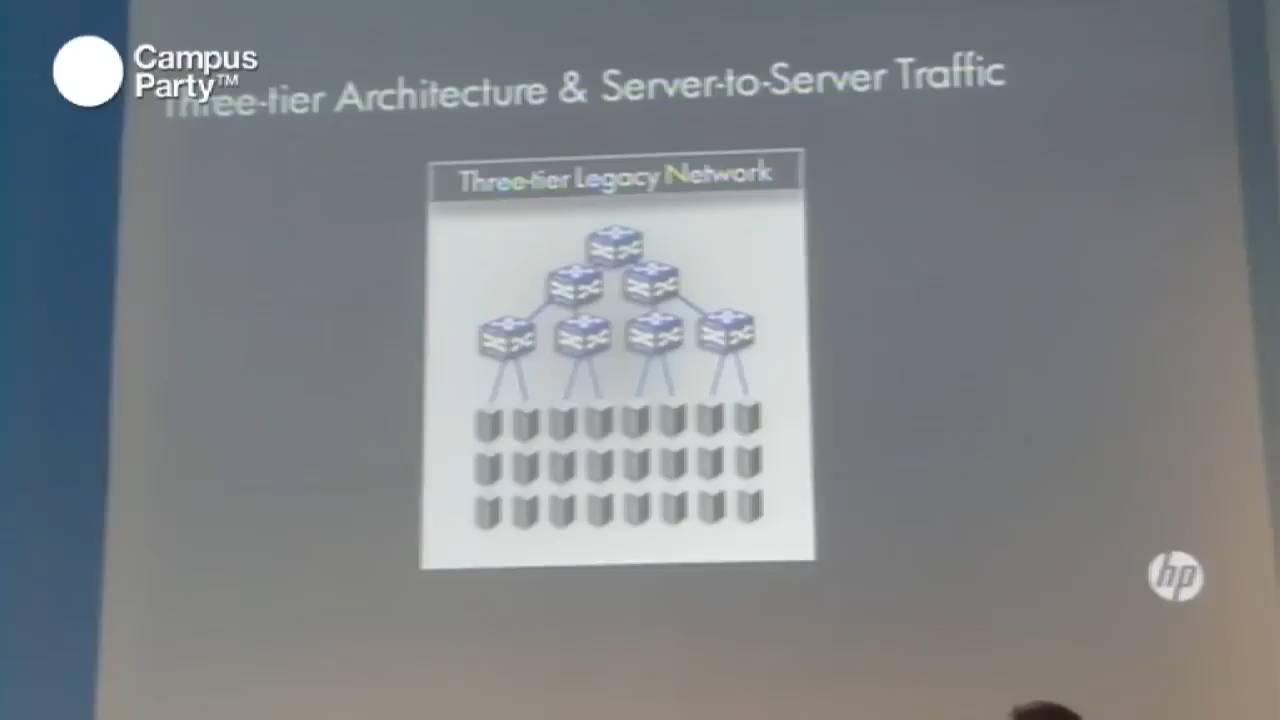 Campus
Party™
Three-tier Architecture & Server-to-Server Traffic
Three-tier Legacy Network
hp